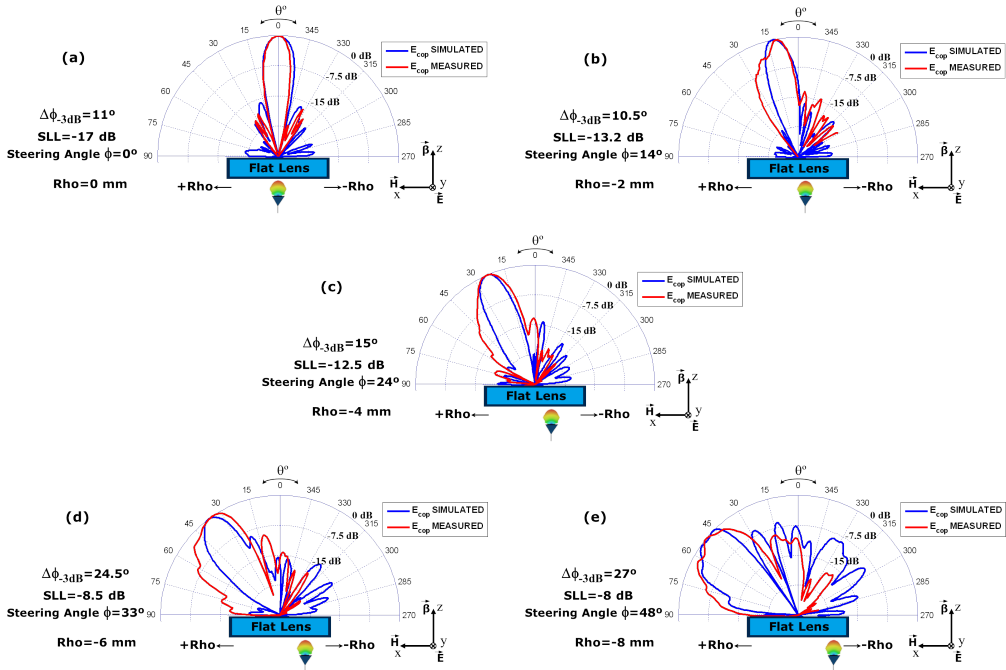 (a)
θº
0
15
345
30
330
45
315
60
300
75
285
90
270
0 dB
-7.5 dB
-15 dB
E_cop SIMULATED
E_cop MEASURED
Δϕ-3dB=11º
SLL=-17 dB
Steering Angle ϕ=0º
Rho=0 mm
Flat Lens
+Rho
-Rho
β
z
H
x
y
E
(b)
θº
0
15
345
30
330
45
315
60
300
75
285
90
270
0 dB
-7.5 dB
-15 dB
E_cop SIMULATED
E_cop MEASURED
Δϕ-3dB=10.5º
SLL=-13.2 dB
Steering Angle ϕ=14º
Rho=-2 mm
Flat Lens
+Rho
-Rho
β
z
H
x
y
E
(c)
θº
0
15
345
30
330
45
315
60
300
75
285
90
270
0 dB
-7.5 dB
-15 dB
E_cop SIMULATED
E_cop MEASURED
Δϕ-3dB=15º
SLL=-12.5 dB
Steering Angle ϕ=24º
Rho=-4 mm
Flat Lens
+Rho
-Rho
β
z
H
x
y
E
(d)
θº
0
15
345
30
330
45
315
60
300
75
285
90
270
0 dB
-7.5 dB
-15 dB
E_cop SIMULATED
E_cop MEASURED
Δϕ-3dB=24.5º
SLL=-8.5 dB
Steering Angle ϕ=33º
Rho=-6 mm
Flat Lens
+Rho
-Rho
β
z
H
x
y
E
(e)
θº
0
15
345
30
330
45
315
60
300
75
285
90
270
0 dB
-7.5 dB
-15 dB
E_cop SIMULATED
E_cop MEASURED
Δϕ-3dB=27º
SLL=-8 dB
Steering Angle ϕ=48º
Rho=-8 mm
Flat Lens
+Rho
-Rho
β
z
H
x
y
E